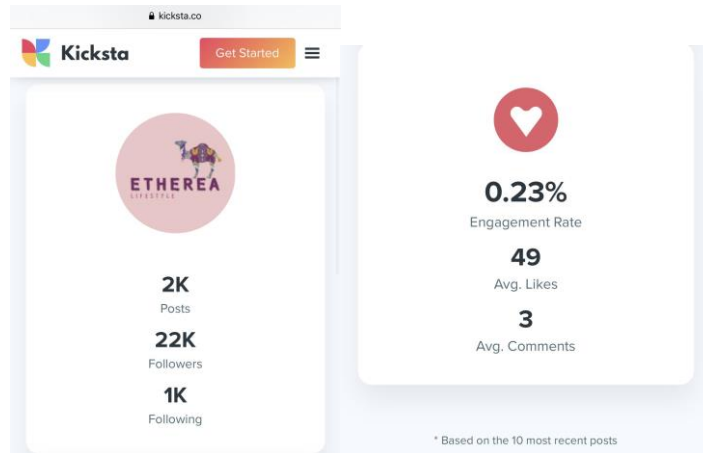 kicksta.co
Kicksta
Get Started
ETHEREA
LIFESTYLE
2K
Posts
22K
Followers
1K
Following
0.23%
Engagement Rate
49
Avg. Likes
3
Avg. Comments
* Based on the 10 most recent posts